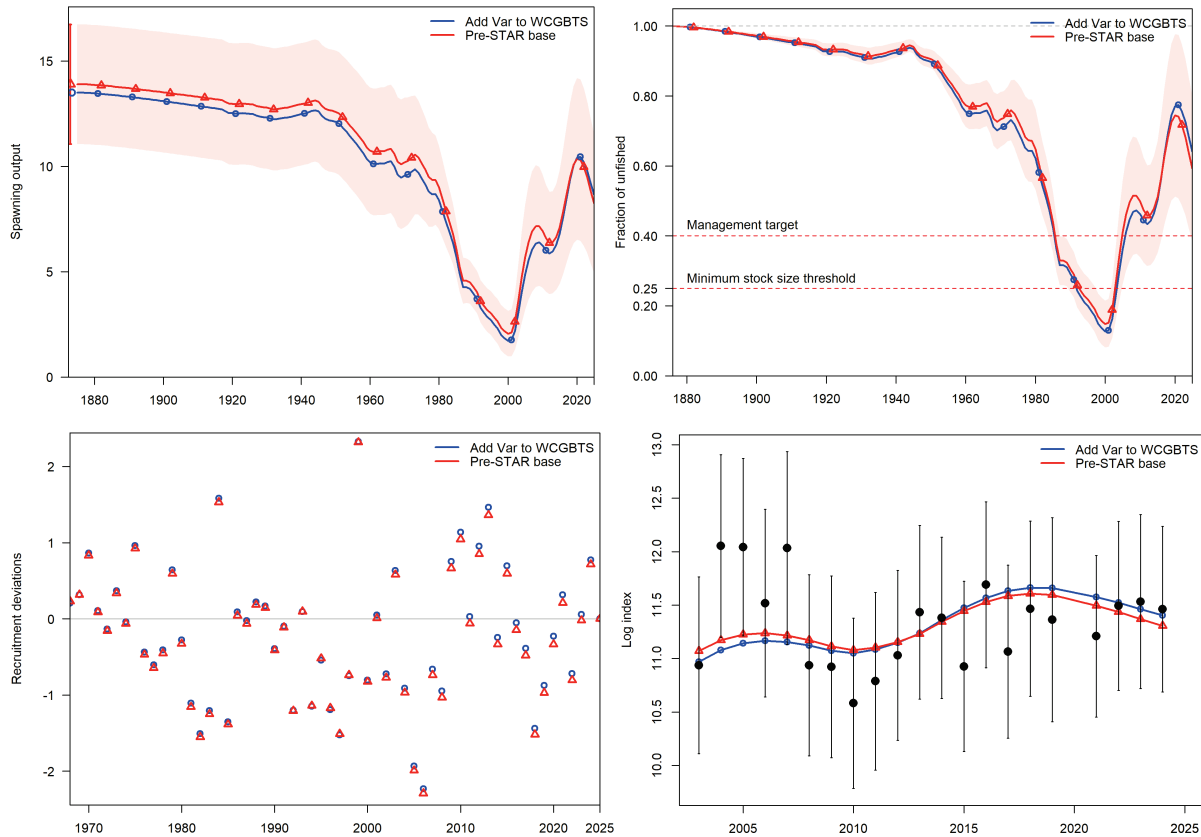 Spawning output
15
10
5
0
1880 1900 1920 1940 1960 1980 2000 2020
Add Var to WCGBTS
Pre-STAR base
Fraction of unfished
1.00
0.80
0.60
0.40
0.25
0.20
0.00
1880 1900 1920 1940 1960 1980 2000 2020
Add Var to WCGBTS
Pre-STAR base
Management target
Minimum stock size threshold
Recruitment deviations
2
1
0
-1
-2
1970 1980 1990 2000 2010 2020 2025
Add Var to WCGBTS
Pre-STAR base
Log index
13.0
12.5
12.0
11.5
11.0
10.5
10.0
2005 2010 2015 2020 2025
Add Var to WCGBTS
Pre-STAR base